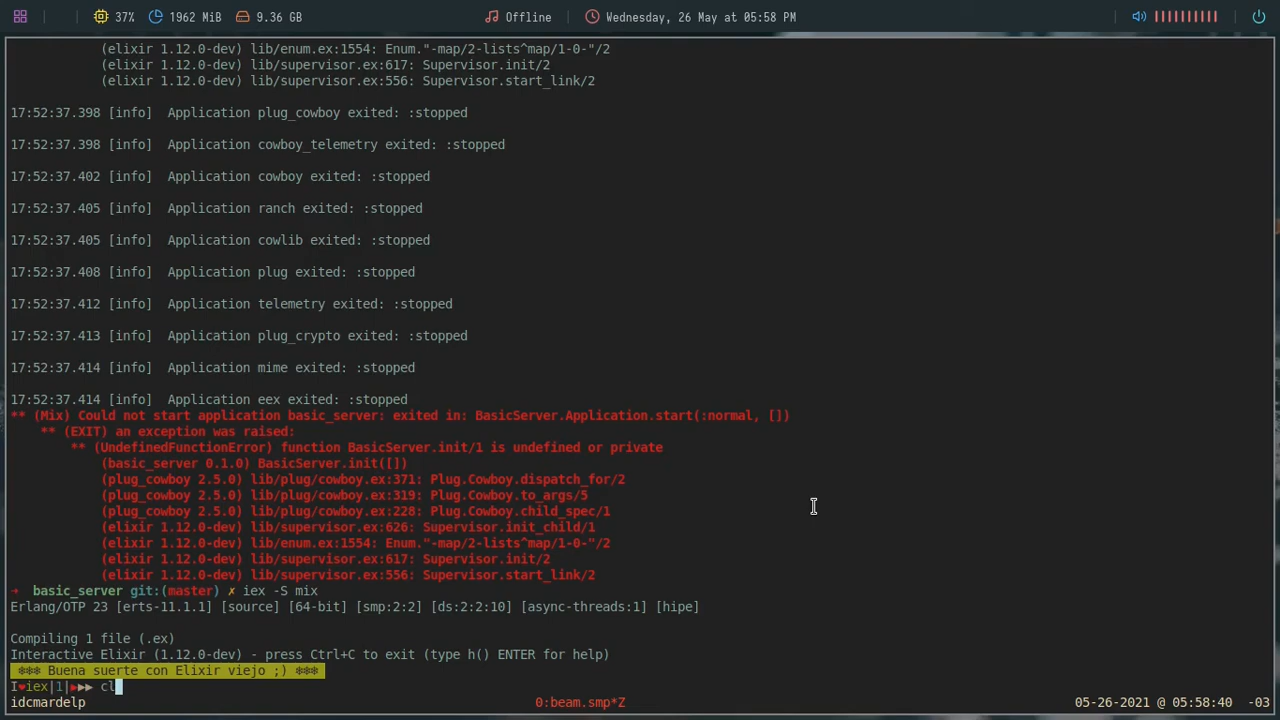 37% 1962 MiB 9.36 GB Offline Wednesday, 26 May at 05:58 PM
(elixir 1.12.0-dev) lib/enum.ex:1554: Enum."-map/2-lists^map/1-0-"/2
(elixir 1.12.0-dev) lib/supervisor.ex:617: Supervisor.init/2
(elixir 1.12.0-dev) lib/supervisor.ex:556: Supervisor.start_link/2
17:52:37.398 [info]  Application plug_cowboy exited: :stopped
17:52:37.398 [info]  Application cowboy_telemetry exited: :stopped
17:52:37.402 [info]  Application cowboy exited: :stopped
17:52:37.405 [info]  Application ranch exited: :stopped
17:52:37.405 [info]  Application cowlib exited: :stopped
17:52:37.408 [info]  Application plug exited: :stopped
17:52:37.412 [info]  Application telemetry exited: :stopped
17:52:37.413 [info]  Application plug_crypto exited: :stopped
17:52:37.414 [info]  Application mime exited: :stopped
17:52:37.414 [info]  Application eex exited: :stopped
** (Mix) Could not start application basic_server: exited in: BasicServer.Application.start(:normal, [])
** (EXIT) an exception was raised:
** (UndefinedFunctionError) function BasicServer.init/1 is undefined or private
(basic_server 0.1.0) BasicServer.init([])
(plug_cowboy 2.5.0) lib/plug/cowboy.ex:371: Plug.Cowboy.dispatch_for/2
(plug_cowboy 2.5.0) lib/plug/cowboy.ex:319: Plug.Cowboy.to_args/5
(plug_cowboy 2.5.0) lib/plug/cowboy.ex:228: Plug.Cowboy.child_spec/1
(elixir 1.12.0-dev) lib/supervisor.ex:626: Supervisor.init_child/1
(elixir 1.12.0-dev) lib/enum.ex:1554: Enum."-map/2-lists^map/1-0-"/2
(elixir 1.12.0-dev) lib/supervisor.ex:617: Supervisor.init/2
(elixir 1.12.0-dev) lib/supervisor.ex:556: Supervisor.start_link/2
→ basic_server git:(master) ✗ iex -S mix
Erlang/OTP 23 [erts-11.1.1] [source] [64-bit] [smp:2:2] [ds:2:2:10] [async-threads:1] [hipe]
Compiling 1 file (.ex)
Interactive Elixir (1.12.0-dev) - press Ctrl+C to exit (type h() ENTER for help)
❄❄❄ Buena suerte con Elixir viejo ;) ❄❄❄
I♥iex|1|▶▶▶ cl
idcmardelp 0:beam.smp*Z 05-26-2021 @ 05:58:40 -03